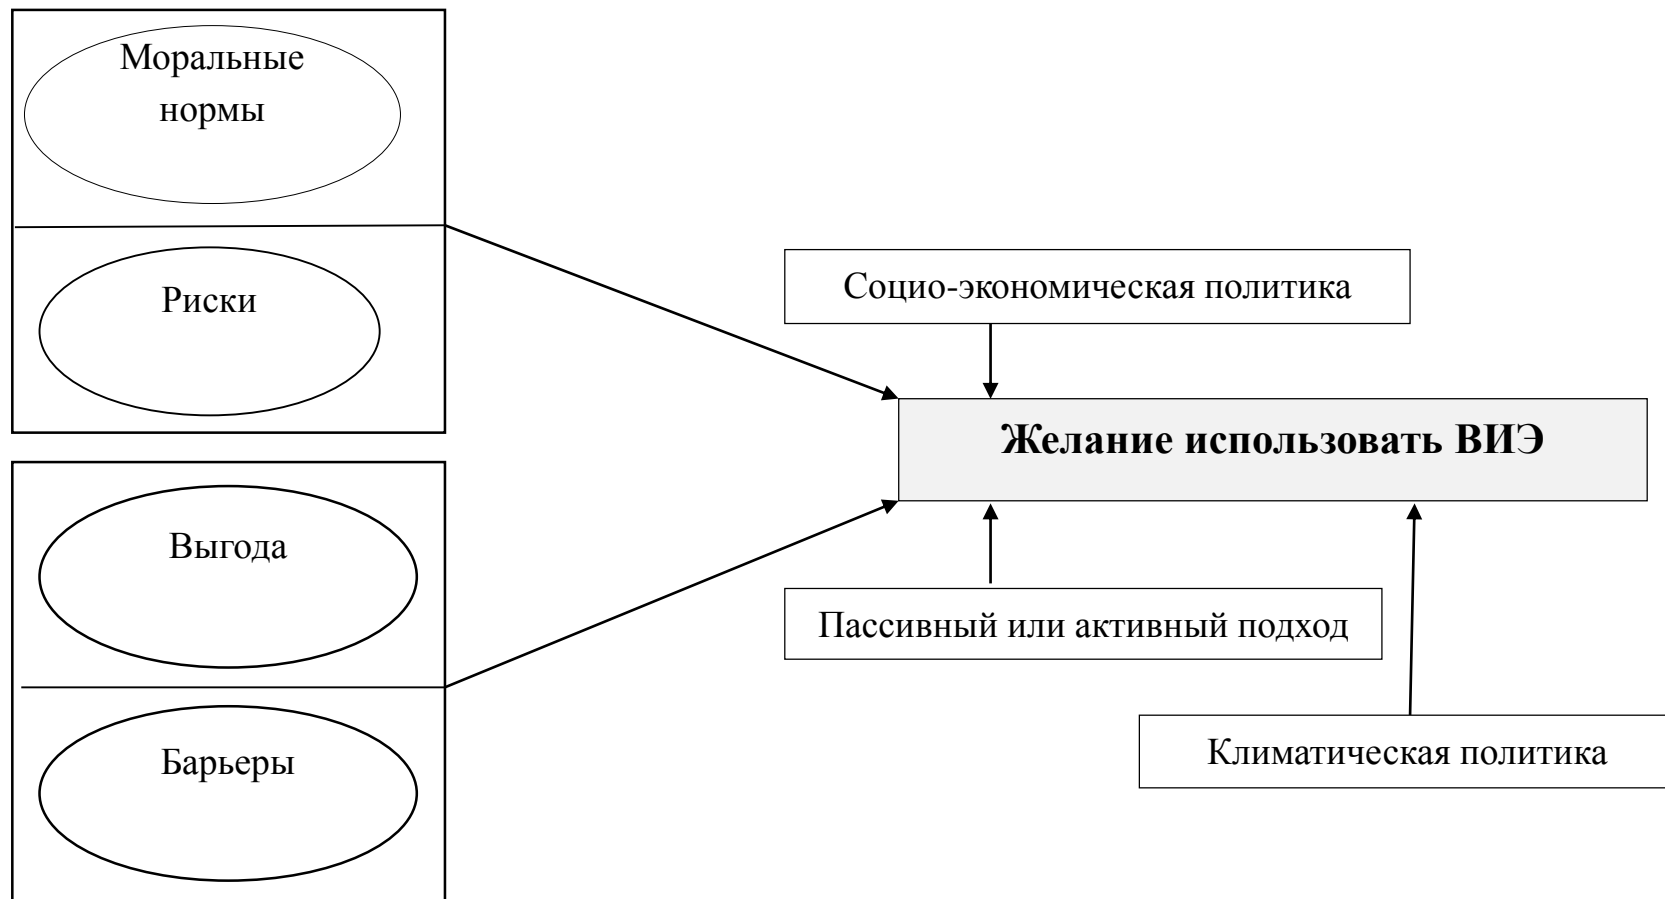 Моральные
нормы
Риски
Социо-экономическая политика
Желание использовать ВИЭ
Выгода
Пассивный или активный подход
Барьеры
Климатическая политика